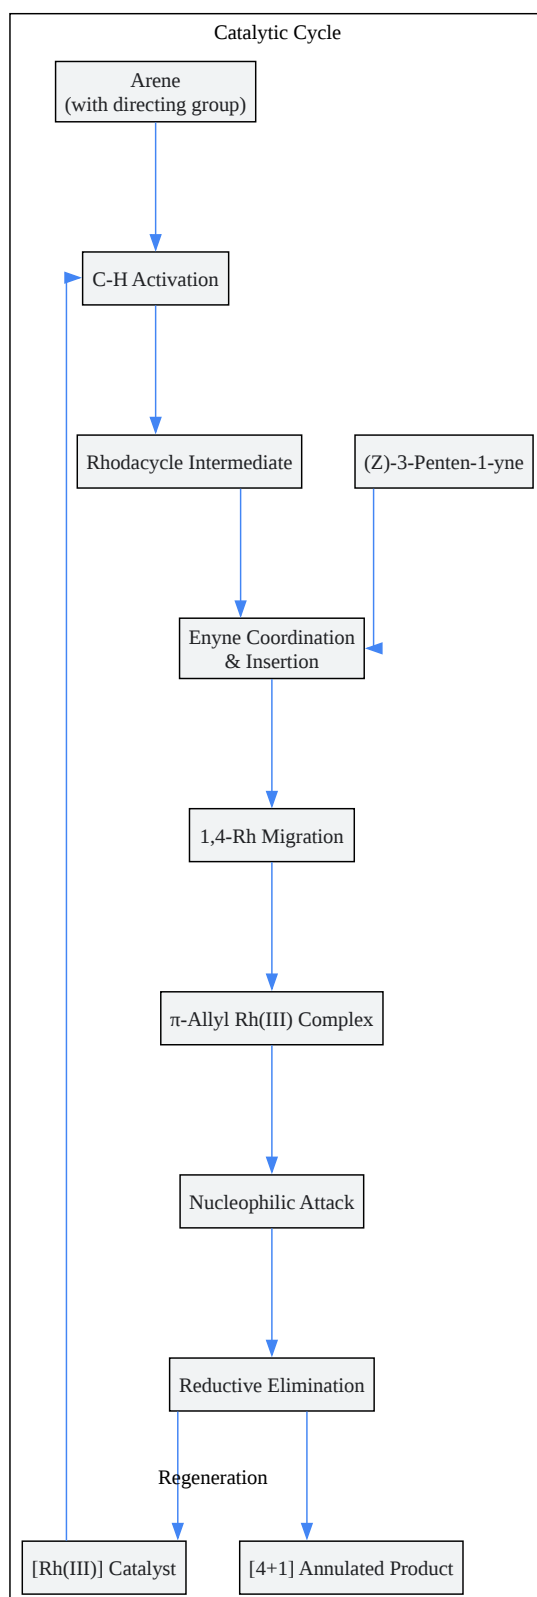 Catalytic Cycle
Arene
(with directing group)
C-H Activation
Rhodacycle Intermediate
(Z)-3-Penten-1-yne
Enyne Coordination
& Insertion
1,4-Rh Migration
π-Allyl Rh(III) Complex
Nucleophilic Attack
Reductive Elimination
Regeneration
[Rh(III)] Catalyst
[4+1] Annulated Product